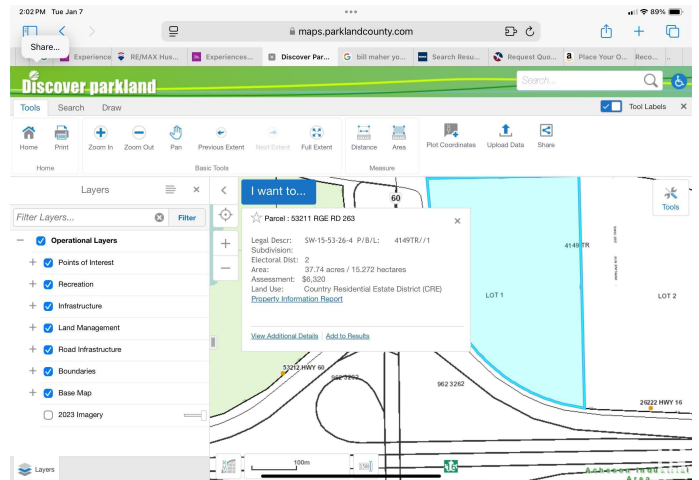 2:02 PM Tue Jan 7
89%
maps.parklandcounty.com
Share...
Experience
RE/MAX Hus...
Experiences...
Discover Par...
G bill maher yo...
Search Resu...
Request Quo...
a Place Your O...
Reco...
Discover parkland
Search...
Tools
Search
Draw
Tool Labels
Home
Print
Zoom In
Zoom Out
Pan
Previous Extent
Next Extent
Full Extent
Distance
Area
Plot Coordinates
Upload Data
Share
Home
Basic Tools
Measure
Layers
Filter Layers...
Filter
Operational Layers
Points of Interest
Recreation
Infrastructure
Land Management
Road Infrastructure
Boundaries
Base Map
2023 Imagery
Layers
I want to...
60
Tools
Parcel : 53211 RGE RD 263
Legal Descr: SW-15-53-26-4 P/B/L: 4149TR//1
Subdivision:
Electoral Dist: 2
Area: 37.74 acres / 15.272 hectares
Assessment: $6,320
Land Use: Country Residential Estate District (CRE)
Property Information Report
View Additional Details
Add to Results
4149 TR
LOT 1
LOT 2
53212 HWY 60
962 3262
962 3262
26222 HWY 16
100m
16
Acheson Industrial
Area